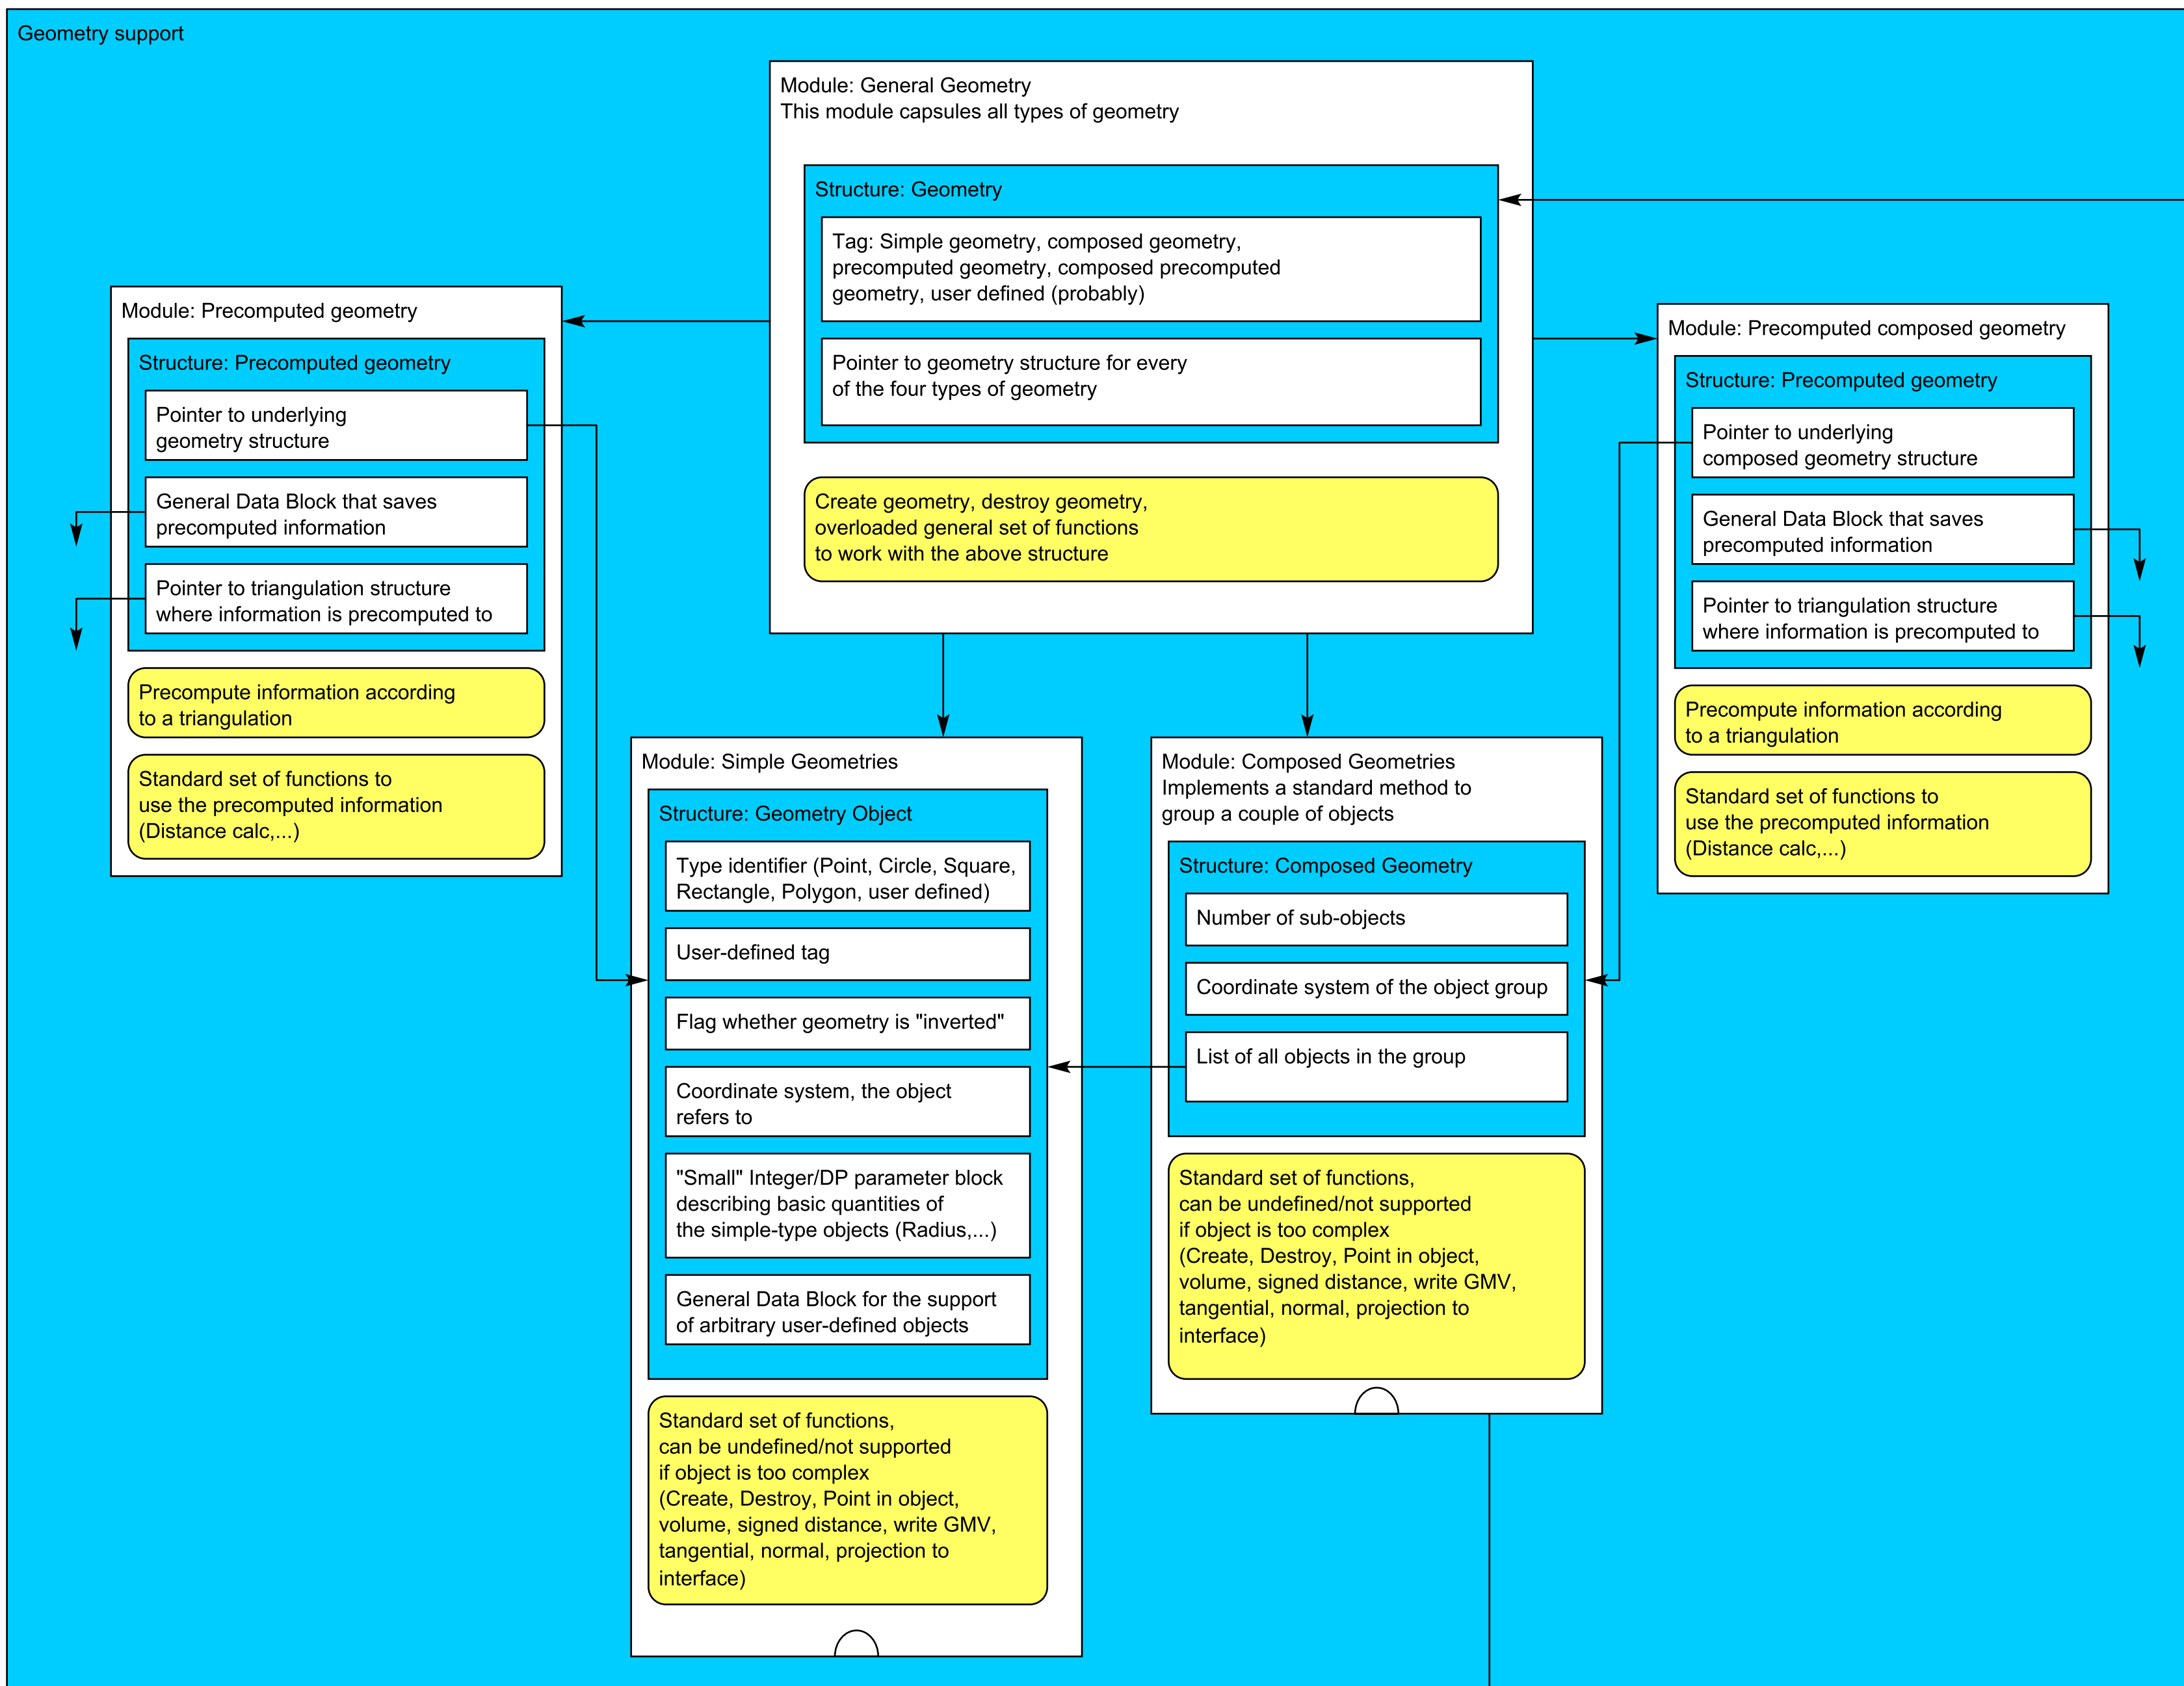 Geometry support
Module: General Geometry
This module capsules all types of geometry
Structure: Geometry
Tag: Simple geometry, composed geometry,
precomputed geometry, composed precomputed
geometry, user defined (probably)
Pointer to geometry structure for every
of the four types of geometry
Create geometry, destroy geometry,
overloaded general set of functions
to work with the above structure
Module: Precomputed geometry
Structure: Precomputed geometry
Pointer to underlying
geometry structure
General Data Block that saves
precomputed information
Pointer to triangulation structure
where information is precomputed to
Precompute information according
to a triangulation
Standard set of functions to
use the precomputed information
(Distance calc,...)
Module: Precomputed composed geometry
Structure: Precomputed geometry
Pointer to underlying
composed geometry structure
General Data Block that saves
precomputed information
Pointer to triangulation structure
where information is precomputed to
Precompute information according
to a triangulation
Standard set of functions to
use the precomputed information
(Distance calc,...)
Module: Simple Geometries
Structure: Geometry Object
Type identifier (Point, Circle, Square,
Rectangle, Polygon, user defined)
User-defined tag
Flag whether geometry is "inverted"
Coordinate system, the object
refers to
"Small" Integer/DP parameter block
describing basic quantities of
the simple-type objects (Radius,...)
General Data Block for the support
of arbitrary user-defined objects
Standard set of functions,
can be undefined/not supported
if object is too complex
(Create, Destroy, Point in object,
volume, signed distance, write GMV,
tangential, normal, projection to
interface)
Module: Composed Geometries
Implements a standard method to
group a couple of objects
Structure: Composed Geometry
Number of sub-objects
Coordinate system of the object group
List of all objects in the group
Standard set of functions,
can be undefined/not supported
if object is too complex
(Create, Destroy, Point in object,
volume, signed distance, write GMV,
tangential, normal, projection to
interface)